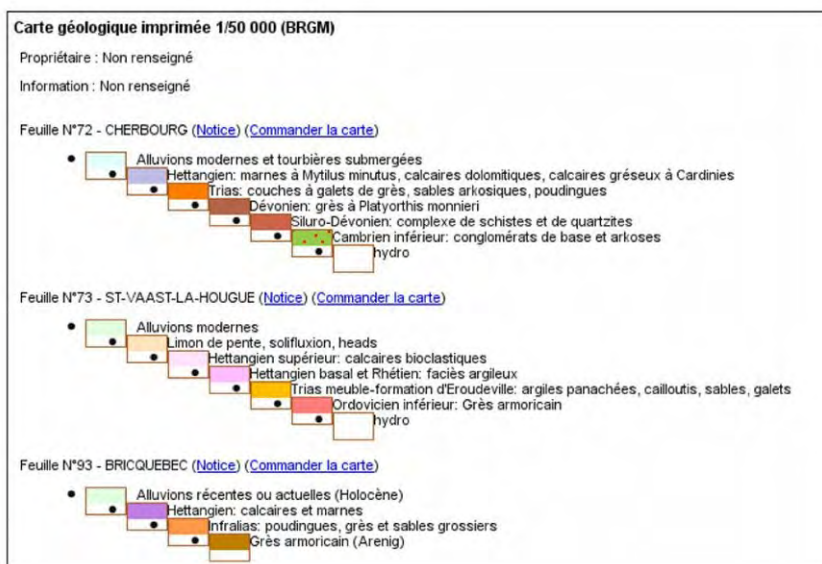 Carte géologique imprimée 1/50 000 (BRGM)
Propriétaire : Non renseigné
Information : Non renseigné
Feuille N°72 - CHERBOURG (Notice) (Commander la carte)
Alluvions modernes et tourbières submergées
Hettangien: marnes à Mytilus minutus, calcaires dolomitiques, calcaires gréseux à Cardinies
Trias: couches à galets de grès, sables arkosiques, poudingues
Dévonien: grès à Platyorthis monnieri
Siluro-Dévonien: complexe de schistes et de quartzites
Cambrien inférieur: conglomérats de base et arkoses
hydro
Feuille N°73 - ST-VAAST-LA-HOUGUE (Notice) (Commander la carte)
Alluvions modernes
Limon de pente, solifluxion, heads
Hettangien supérieur: calcaires bioclastiques
Hettangien basal et Rhétien: faciès argileux
Trias meuble-formation d'Eroudeville: argiles panachées, cailloutis, sables, galets
Ordovicien inférieur: Grès armoricain
hydro
Feuille N°93 - BRICQUEBEC (Notice) (Commander la carte)
Alluvions récentes ou actuelles (Holocène)
Hettangien: calcaires et marnes
Infralias: poudingues, grès et sables grossiers
Grès armoricain (Arenig)